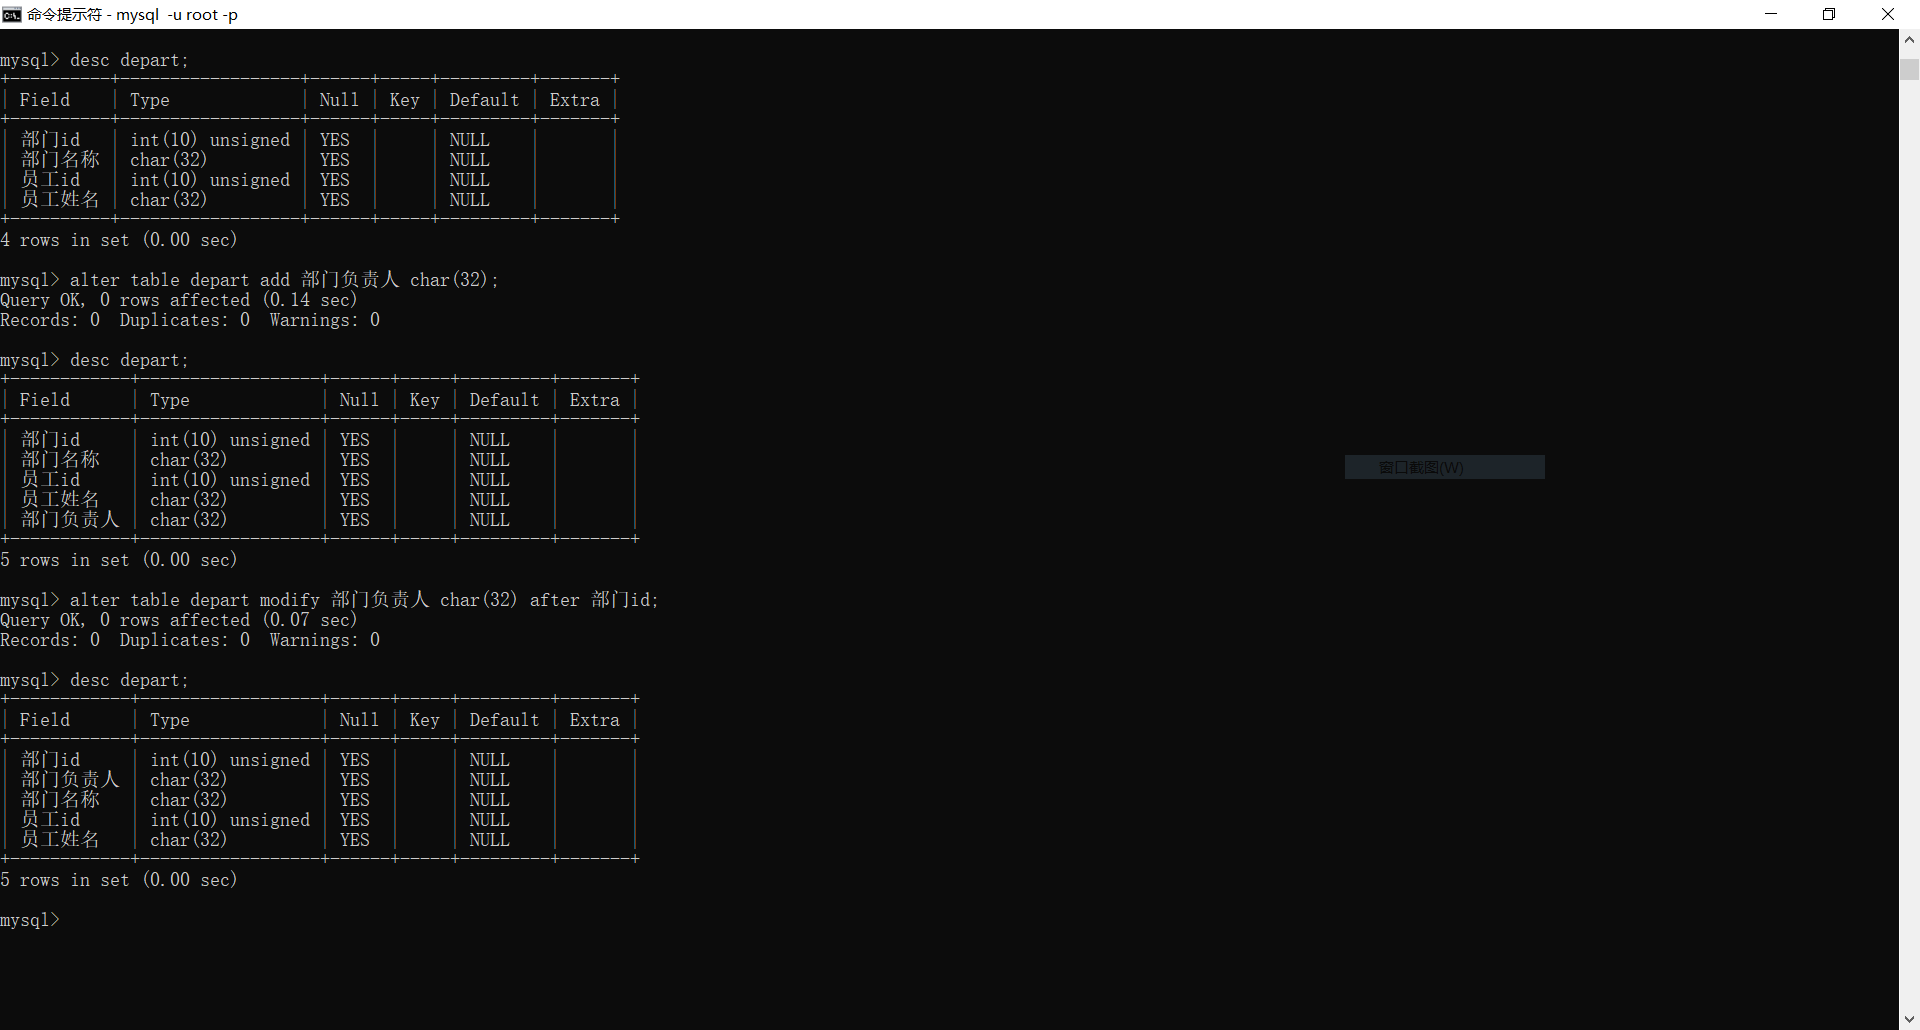 命令提示符 - mysql  -u root -p
mysql> desc depart;
+----------+------------------+------+-----+---------+-------+
| Field    | Type             | Null | Key | Default | Extra |
+----------+------------------+------+-----+---------+-------+
| 部门id   | int(10) unsigned | YES  |     | NULL    |       |
| 部门名称 | char(32)         | YES  |     | NULL    |       |
| 员工id   | int(10) unsigned | YES  |     | NULL    |       |
| 员工姓名 | char(32)         | YES  |     | NULL    |       |
+----------+------------------+------+-----+---------+-------+
4 rows in set (0.00 sec)
mysql> alter table depart add 部门负责人 char(32);
Query OK, 0 rows affected (0.14 sec)
Records: 0  Duplicates: 0  Warnings: 0
mysql> desc depart;
+------------+------------------+------+-----+---------+-------+
| Field      | Type             | Null | Key | Default | Extra |
+------------+------------------+------+-----+---------+-------+
| 部门id     | int(10) unsigned | YES  |     | NULL    |       |
| 部门名称   | char(32)         | YES  |     | NULL    |       |
| 员工id     | int(10) unsigned | YES  |     | NULL    |       |
| 员工姓名   | char(32)         | YES  |     | NULL    |       |
| 部门负责人 | char(32)         | YES  |     | NULL    |       |
+------------+------------------+------+-----+---------+-------+
5 rows in set (0.00 sec)
窗口截图(W)
mysql> alter table depart modify 部门负责人 char(32) after 部门id;
Query OK, 0 rows affected (0.07 sec)
Records: 0  Duplicates: 0  Warnings: 0
mysql> desc depart;
+------------+------------------+------+-----+---------+-------+
| Field      | Type             | Null | Key | Default | Extra |
+------------+------------------+------+-----+---------+-------+
| 部门id     | int(10) unsigned | YES  |     | NULL    |       |
| 部门负责人 | char(32)         | YES  |     | NULL    |       |
| 部门名称   | char(32)         | YES  |     | NULL    |       |
| 员工id     | int(10) unsigned | YES  |     | NULL    |       |
| 员工姓名   | char(32)         | YES  |     | NULL    |       |
+------------+------------------+------+-----+---------+-------+
5 rows in set (0.00 sec)
mysql>